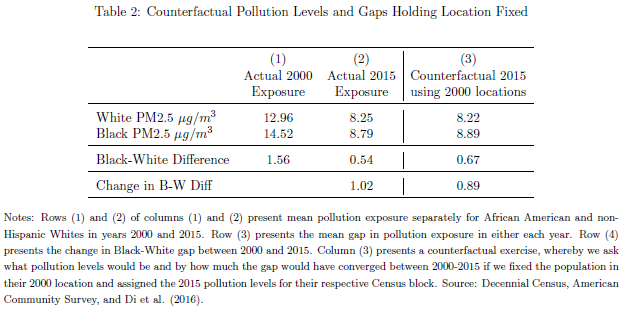 Table 2: Counterfactual Pollution Levels and Gaps Holding Location Fixed
(1) (2) (3)
Actual 2000 Actual 2015 Counterfactual 2015
Exposure Exposure using 2000 locations
White PM2.5 μg/m³ 12.96 8.25 8.22
Black PM2.5 μg/m³ 14.52 8.79 8.89
Black-White Difference 1.56 0.54 0.67
Change in B-W Diff 1.02 0.89
Notes: Rows (1) and (2) of columns (1) and (2) present mean pollution exposure separately for African American and non-
Hispanic Whites in years 2000 and 2015. Row (3) presents the mean gap in pollution exposure in either each year. Row (4)
presents the change in Black-White gap between 2000 and 2015. Column (3) presents a counterfactual exercise, whereby we ask
what pollution levels would be and by how much the gap would have converged between 2000-2015 if we fixed the population in
their 2000 location and assigned the 2015 pollution levels for their respective Census block. Source: Decennial Census, American
Community Survey, and Di et al. (2016).